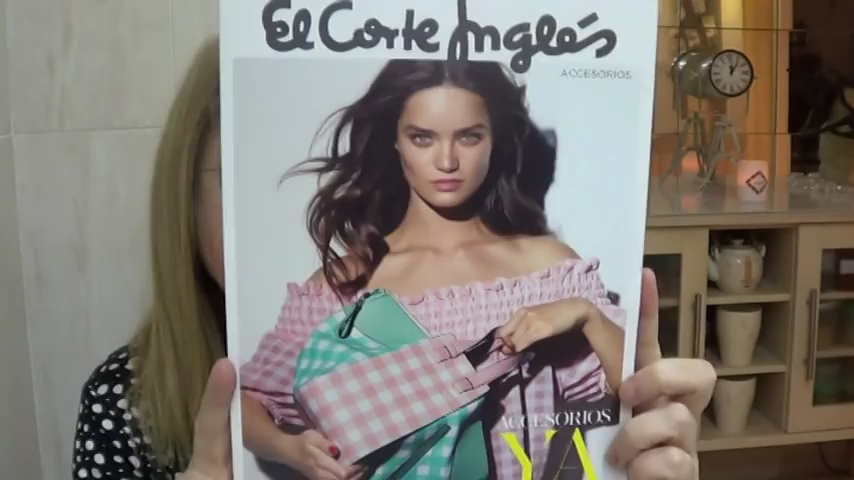 El Corte Inglés
ACCESORIOS
ACCESORIOS
YA